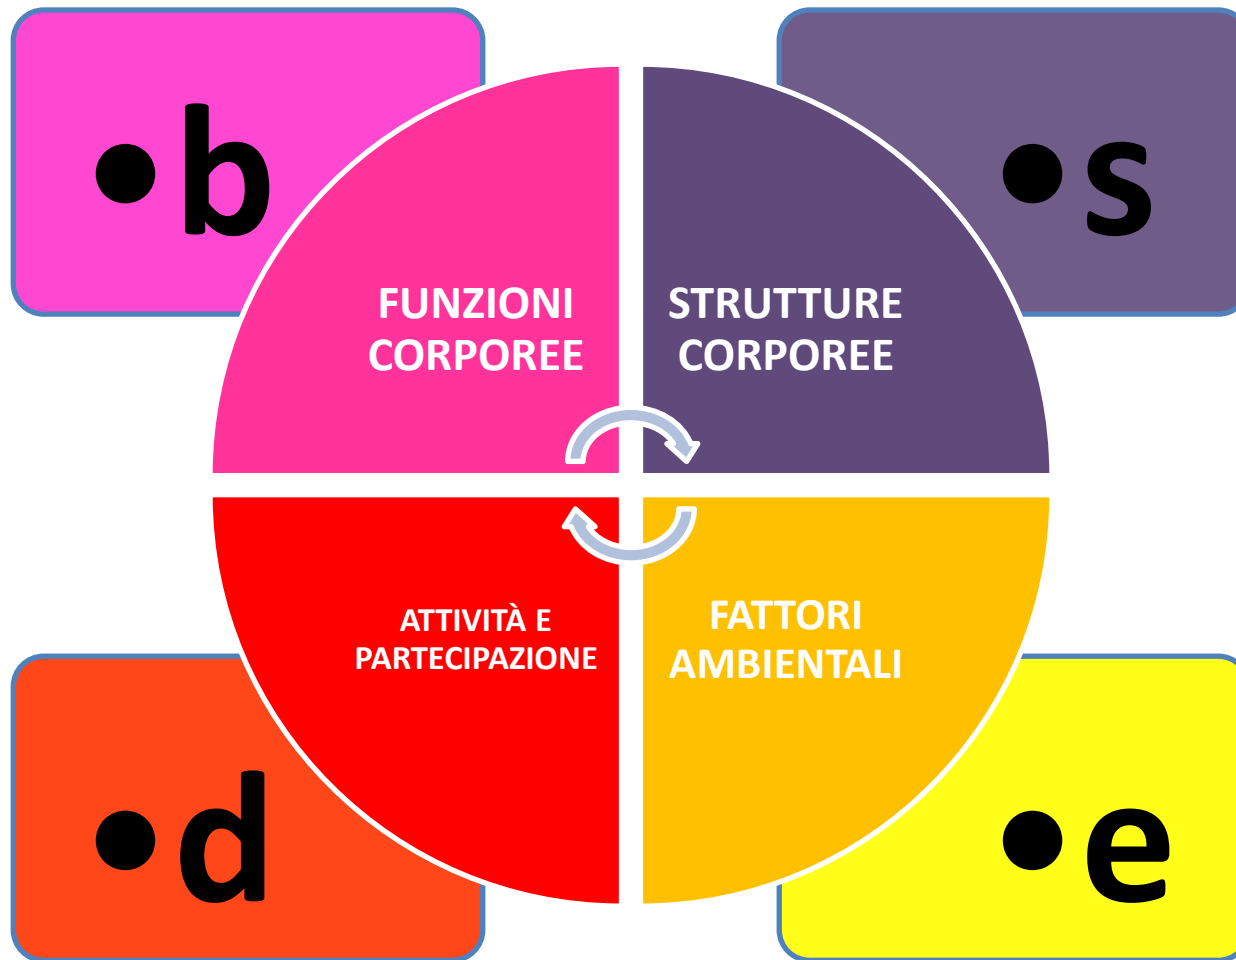 •b
•s
FUNZIONI
CORPOREE
STRUTTURE
CORPOREE
ATTIVITÀ E
PARTECIPAZIONE
FATTORI
AMBIENTALI
•d
•e